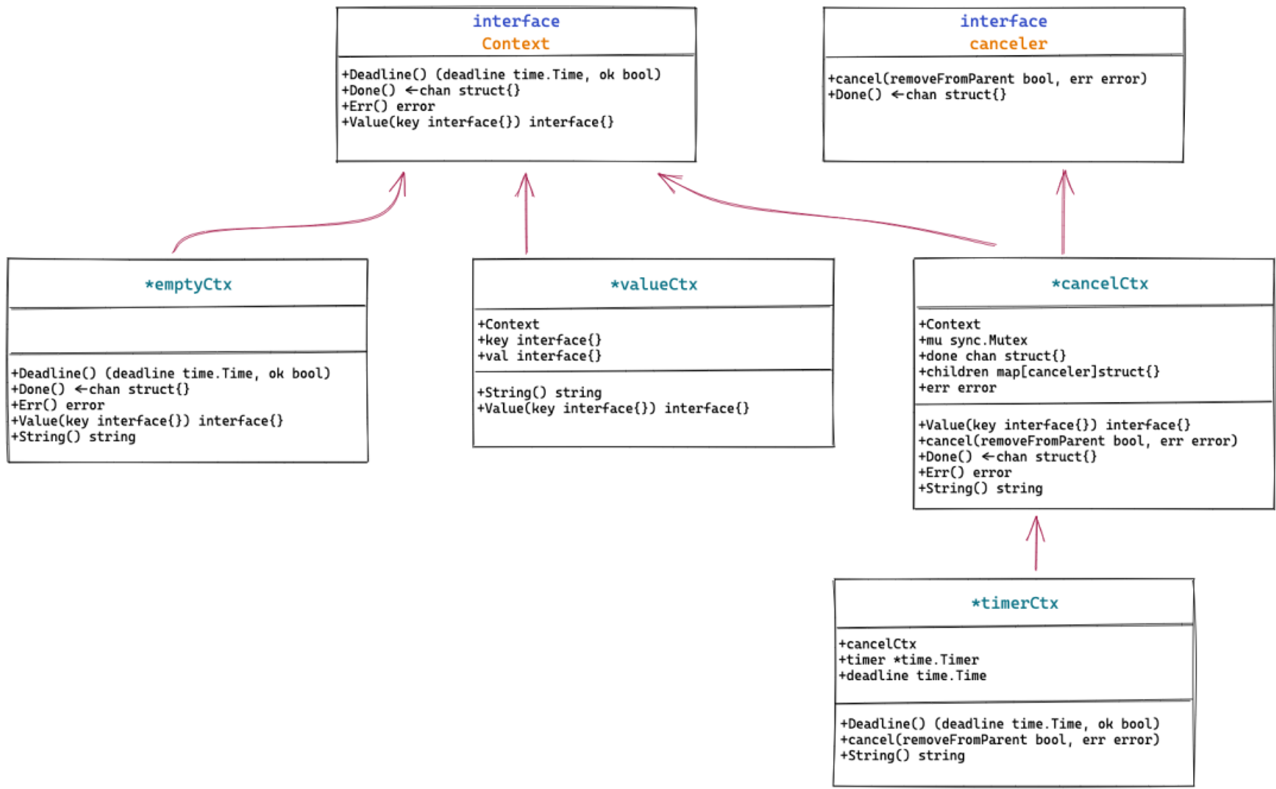 interface
Context
+Deadline() (deadline time.Time, ok bool)
+Done() ←chan struct{}
+Err() error
+Value(key interface{}) interface{}
interface
canceler
+cancel(removeFromParent bool, err error)
+Done() ←chan struct{}
*emptyCtx
+Deadline() (deadline time.Time, ok bool)
+Done() ←chan struct{}
+Err() error
+Value(key interface{}) interface{}
+String() string
*valueCtx
+Context
+key interface{}
+val interface{}
+String() string
+Value(key interface{}) interface{}
*cancelCtx
+Context
+mu sync.Mutex
+done chan struct{}
+children map[canceler]struct{}
+err error
+Value(key interface{}) interface{}
+cancel(removeFromParent bool, err error)
+Done() ←chan struct{}
+Err() error
+String() string
*timerCtx
+cancelCtx
+timer *time.Timer
+deadline time.Time
+Deadline() (deadline time.Time, ok bool)
+cancel(removeFromParent bool, err error)
+String() string